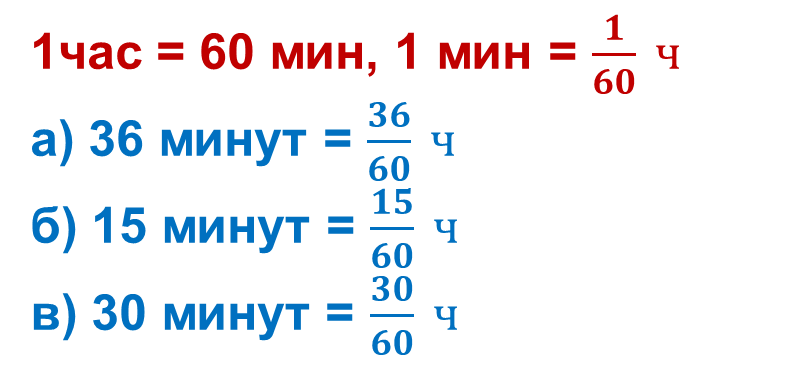 1час = 60 мин, 1 мин = 1/60 ч
а) 36 минут = 36/60 ч
б) 15 минут = 15/60 ч
в) 30 минут = 30/60 ч